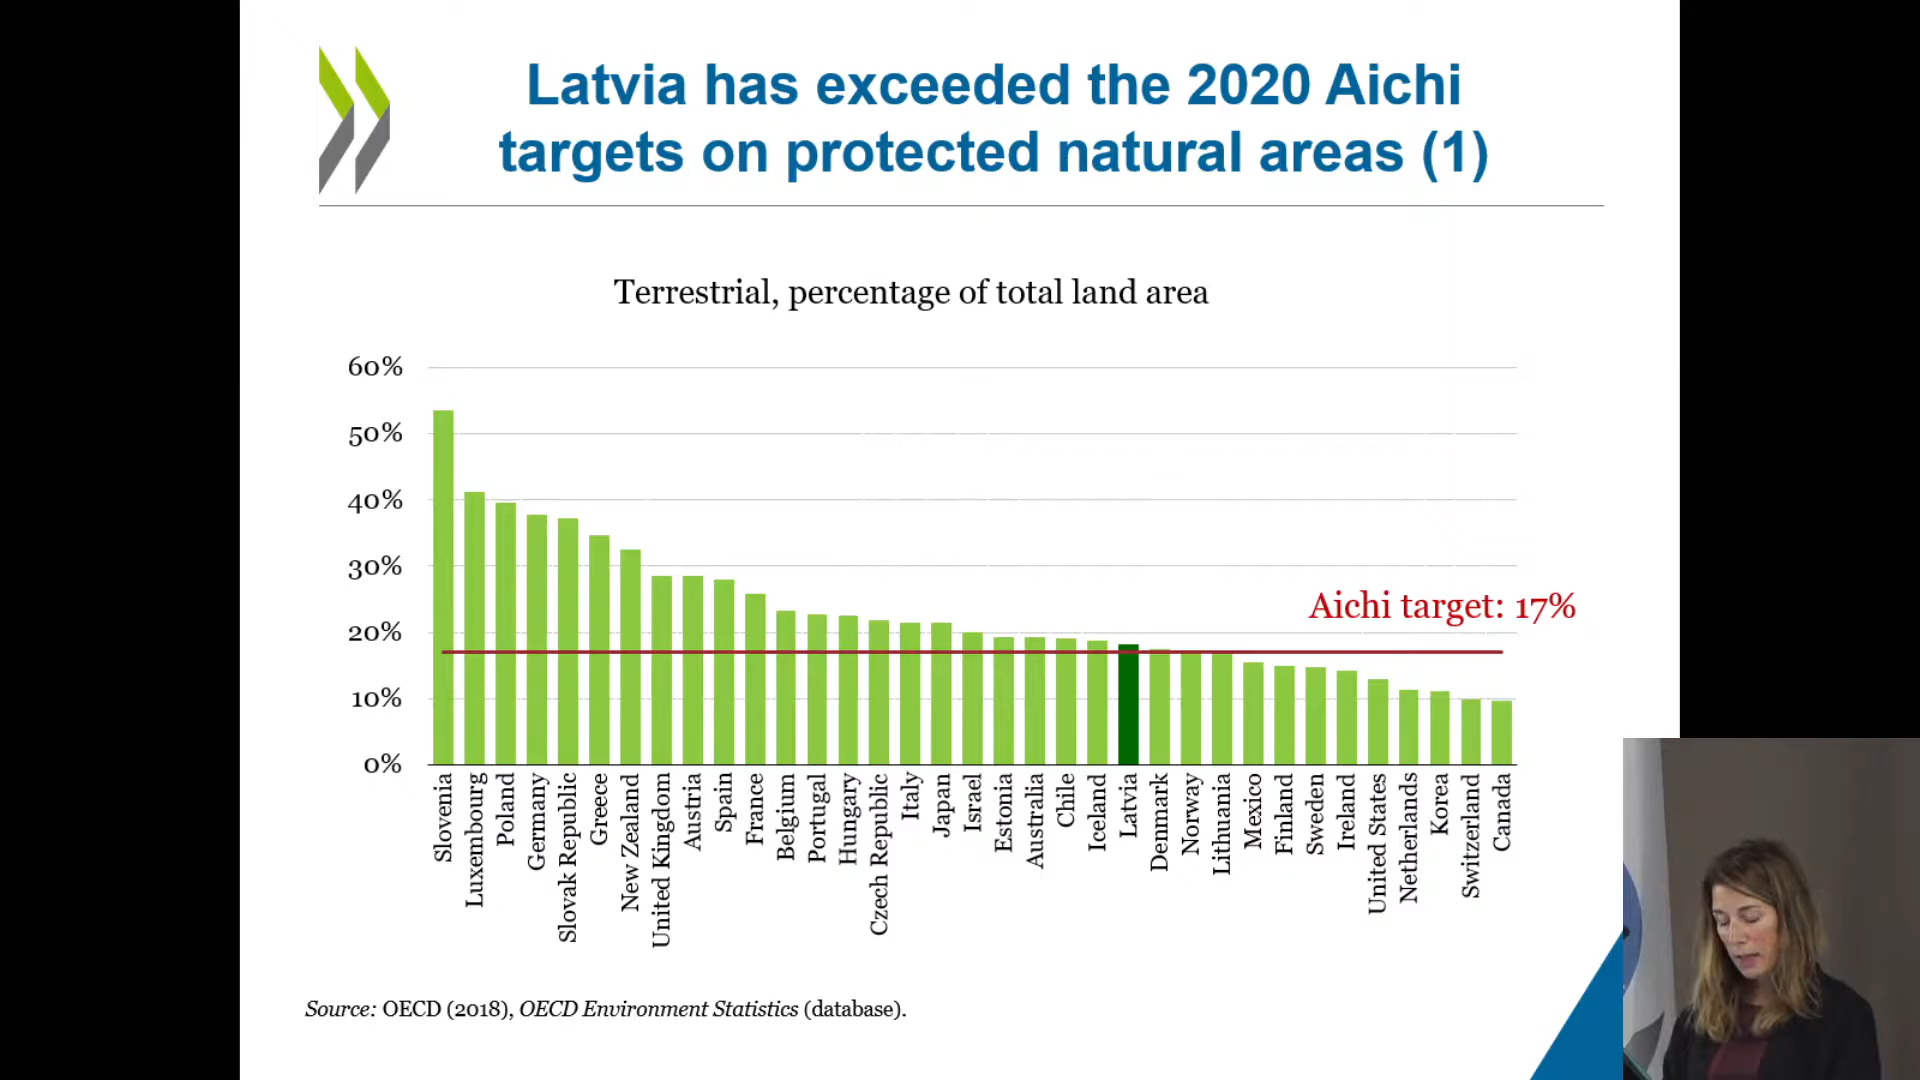 Latvia has exceeded the 2020 Aichi
targets on protected natural areas (1)
Terrestrial, percentage of total land area
60%
50%
40%
30%
20%
10%
0%
Aichi target: 17%
Slovenia
Luxembourg
Poland
Germany
Slovak Republic
Greece
New Zealand
United Kingdom
Austria
Spain
France
Belgium
Portugal
Hungary
Czech Republic
Italy
Japan
Israel
Estonia
Australia
Chile
Iceland
Latvia
Denmark
Norway
Lithuania
Mexico
Finland
Sweden
Ireland
United States
Netherlands
Korea
Switzerland
Canada
Source: OECD (2018), OECD Environment Statistics (database).